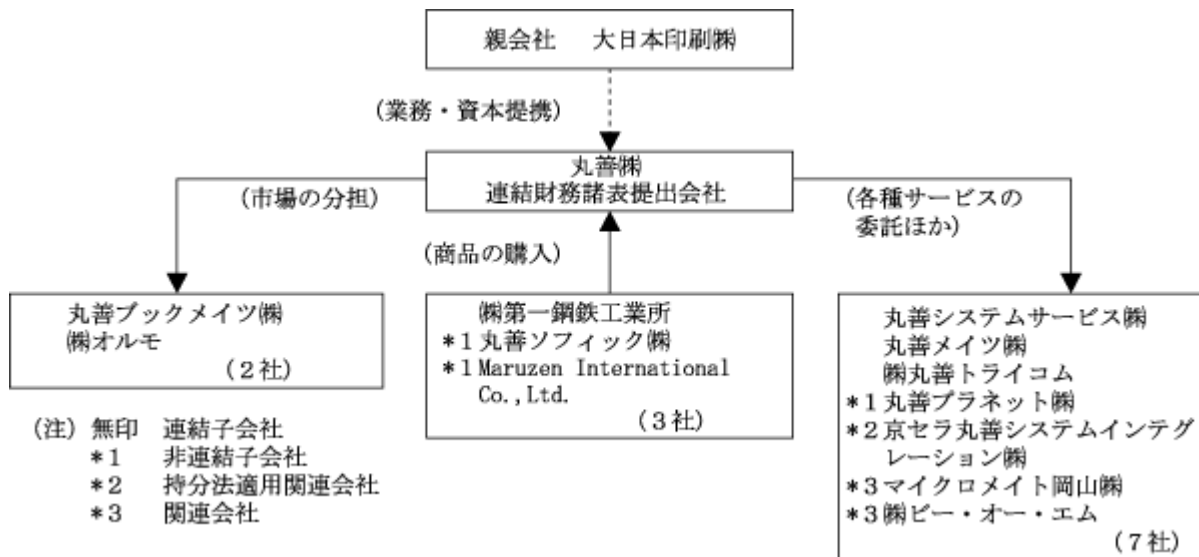 親会社　大日本印刷㈱
(業務・資本提携)
丸善㈱
連結財務諸表提出会社
(市場の分担)
(商品の購入)
(各種サービスの
委託ほか)
丸善ブックメイツ㈱
㈱オルモ
(2社)
㈱第一鋼鉄工業所
*1丸善ソフィック㈱
*1Maruzen International
Co.,Ltd.
(3社)
丸善システムサービス㈱
丸善メイツ㈱
㈱丸善トライコム
*1丸善プラネット㈱
*2京セラ丸善システムインテグ
レーション㈱
*3マイクロメイト岡山㈱
*3㈱ビー・オー・エム
(7社)
(注) 無印　連結子会社
*1　非連結子会社
*2　持分法適用関連会社
*3　関連会社